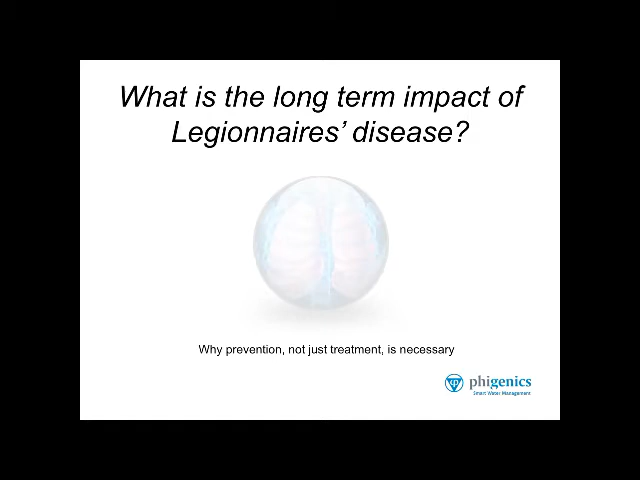 What is the long term impact of
Legionnaires’ disease?
Why prevention, not just treatment, is necessary
phigenics
Smart Water Management